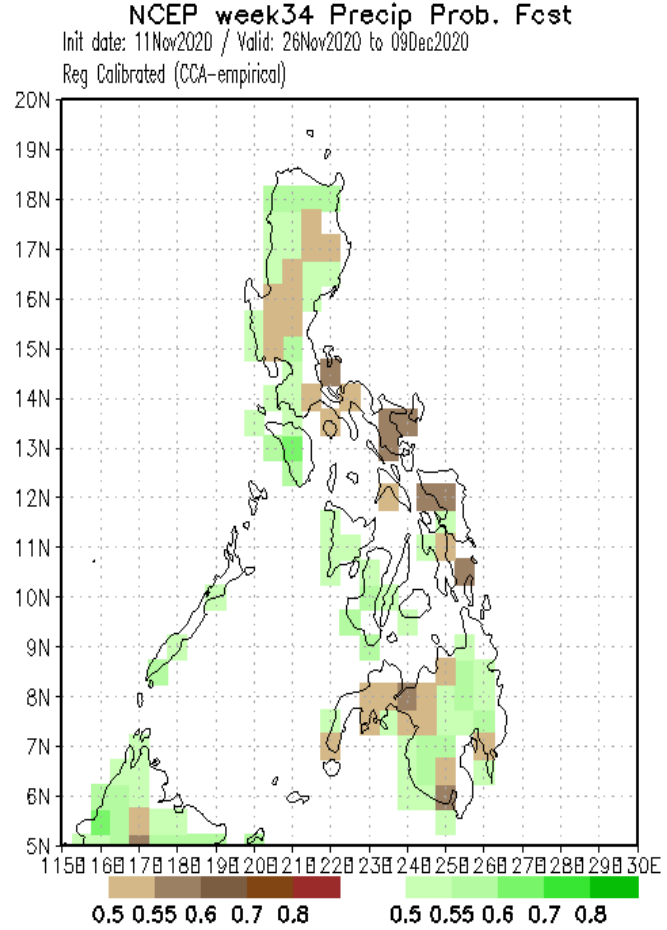 NCEP week34 Precip Prob. Fcst
Init date: 11Nov2020 / Valid: 26Nov2020 to 09Dec2020
Reg Calibrated (CCA-empirical)
20N
19N
18N
17N
16N
15N
14N
13N
12N
11N
10N
9N
8N
7N
6N
5N
0.5 0.55 0.6 0.7 0.8 0.5 0.55 0.6 0.7 0.8